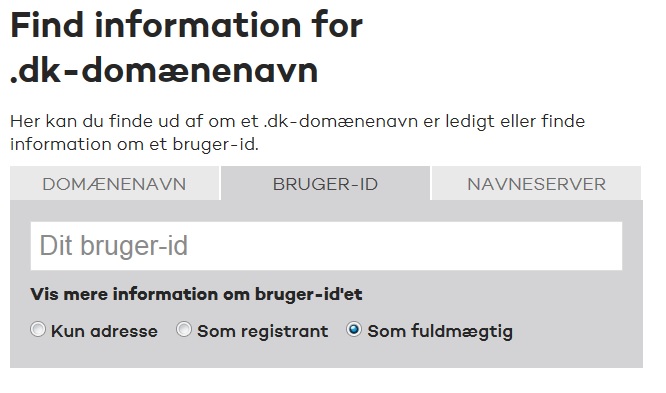 Find information for
.dk-domænenavn
Her kan du finde ud af om et .dk-domænenavn er ledigt eller finde
information om et bruger-id.
DOMÆNENAVN BRUGER-ID NAVNESERVER
Dit bruger-id
Vis mere information om bruger-id'et
Kun adresse Som registrant Som fuldmægtig